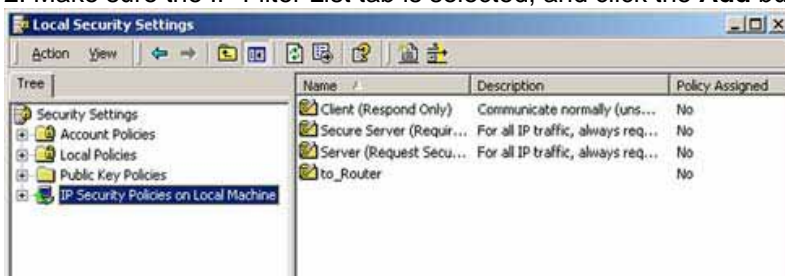 2. Make sure the IP Filter List tab is selected, and click the Add bu
Local Security Settings
Action View
Tree
Name Description Policy Assigned
Security Settings
Account Policies
Local Policies
Public Key Policies
IP Security Policies on Local Machine
Client (Respond Only) Communicate normally (uns... No
Secure Server (Requir... For all IP traffic, always req... No
Server (Request Secu... For all IP traffic, always req... No
to_Router No